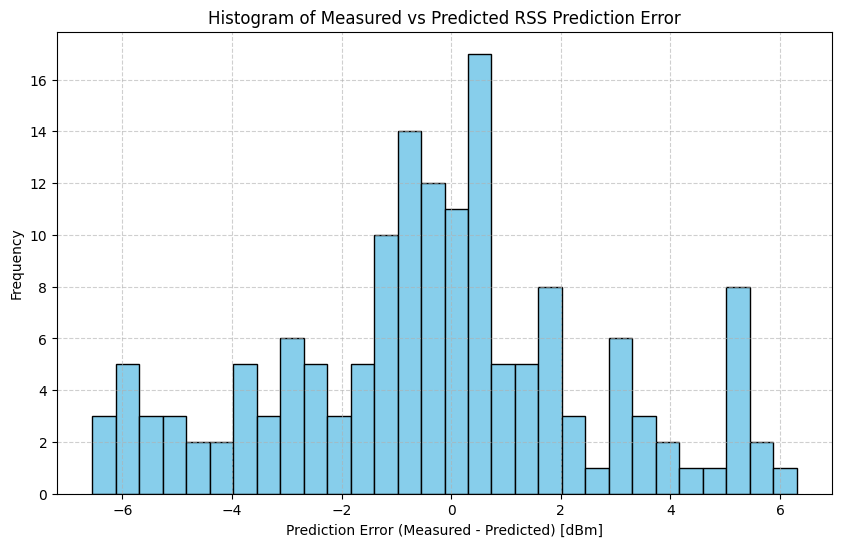 Histogram of Measured vs Predicted RSS Prediction Error
Frequency
16
14
12
10
8
6
4
2
0
−6 −4 −2 0 2 4 6
Prediction Error (Measured - Predicted) [dBm]